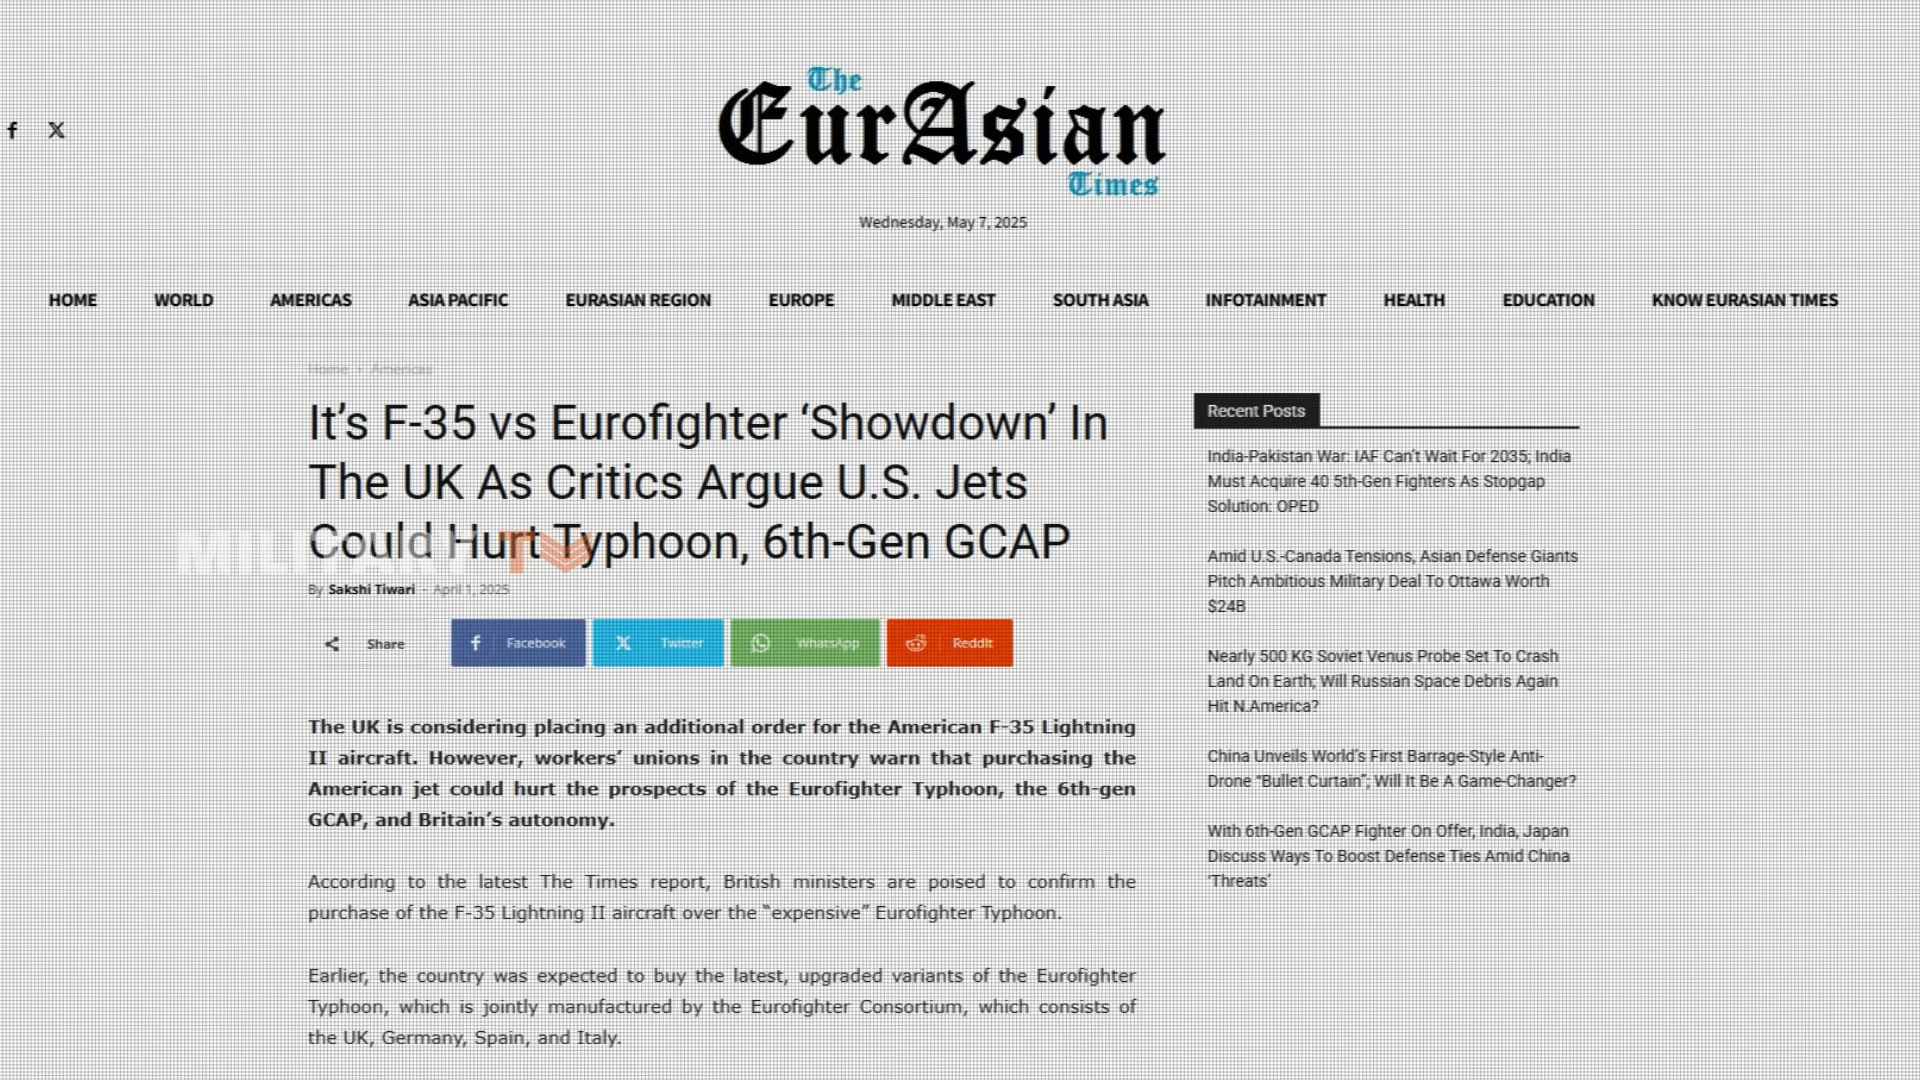 The
EurAsian
Times
Wednesday, May 7, 2025
HOME WORLD AMERICAS ASIA PACIFIC EURASIAN REGION EUROPE MIDDLE EAST SOUTH ASIA INFOTAINMENT HEALTH EDUCATION KNOW EURASIAN TIMES
Home › Americas
It’s F-35 vs Eurofighter ‘Showdown’ In
The UK As Critics Argue U.S. Jets
Could Hurt Typhoon, 6th-Gen GCAP
MILITARY TV
By Sakshi Tiwari - April 1, 2025
Share Facebook Twitter WhatsApp ReddIt
The UK is considering placing an additional order for the American F-35 Lightning
II aircraft. However, workers’ unions in the country warn that purchasing the
American jet could hurt the prospects of the Eurofighter Typhoon, the 6th-gen
GCAP, and Britain’s autonomy.
According to the latest The Times report, British ministers are poised to confirm the
purchase of the F-35 Lightning II aircraft over the “expensive” Eurofighter Typhoon.
Earlier, the country was expected to buy the latest, upgraded variants of the Eurofighter
Typhoon, which is jointly manufactured by the Eurofighter Consortium, which consists of
the UK, Germany, Spain, and Italy.
Recent Posts
India-Pakistan War: IAF Can’t Wait For 2035; India
Must Acquire 40 5th-Gen Fighters As Stopgap
Solution: OPED
Amid U.S.-Canada Tensions, Asian Defense Giants
Pitch Ambitious Military Deal To Ottawa Worth
$24B
Nearly 500 KG Soviet Venus Probe Set To Crash
Land On Earth; Will Russian Space Debris Again
Hit N.America?
China Unveils World’s First Barrage-Style Anti-
Drone “Bullet Curtain”; Will It Be A Game-Changer?
With 6th-Gen GCAP Fighter On Offer, India, Japan
Discuss Ways To Boost Defense Ties Amid China
‘Threats’